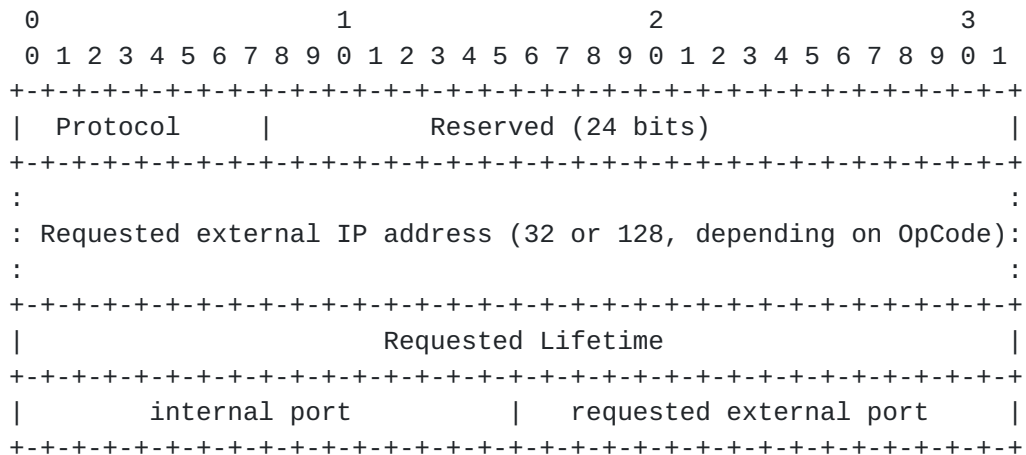 0                   1                   2                   3
 0 1 2 3 4 5 6 7 8 9 0 1 2 3 4 5 6 7 8 9 0 1 2 3 4 5 6 7 8 9 0 1
+-+-+-+-+-+-+-+-+-+-+-+-+-+-+-+-+-+-+-+-+-+-+-+-+-+-+-+-+-+-+-+-+
|  Protocol     |          Reserved (24 bits)                   |
+-+-+-+-+-+-+-+-+-+-+-+-+-+-+-+-+-+-+-+-+-+-+-+-+-+-+-+-+-+-+-+-+
:                                                               :
: Requested external IP address (32 or 128, depending on OpCode):
:                                                               :
+-+-+-+-+-+-+-+-+-+-+-+-+-+-+-+-+-+-+-+-+-+-+-+-+-+-+-+-+-+-+-+-+
|                       Requested Lifetime                      |
+-+-+-+-+-+-+-+-+-+-+-+-+-+-+-+-+-+-+-+-+-+-+-+-+-+-+-+-+-+-+-+-+
|        internal port          |   requested external port     |
+-+-+-+-+-+-+-+-+-+-+-+-+-+-+-+-+-+-+-+-+-+-+-+-+-+-+-+-+-+-+-+-+